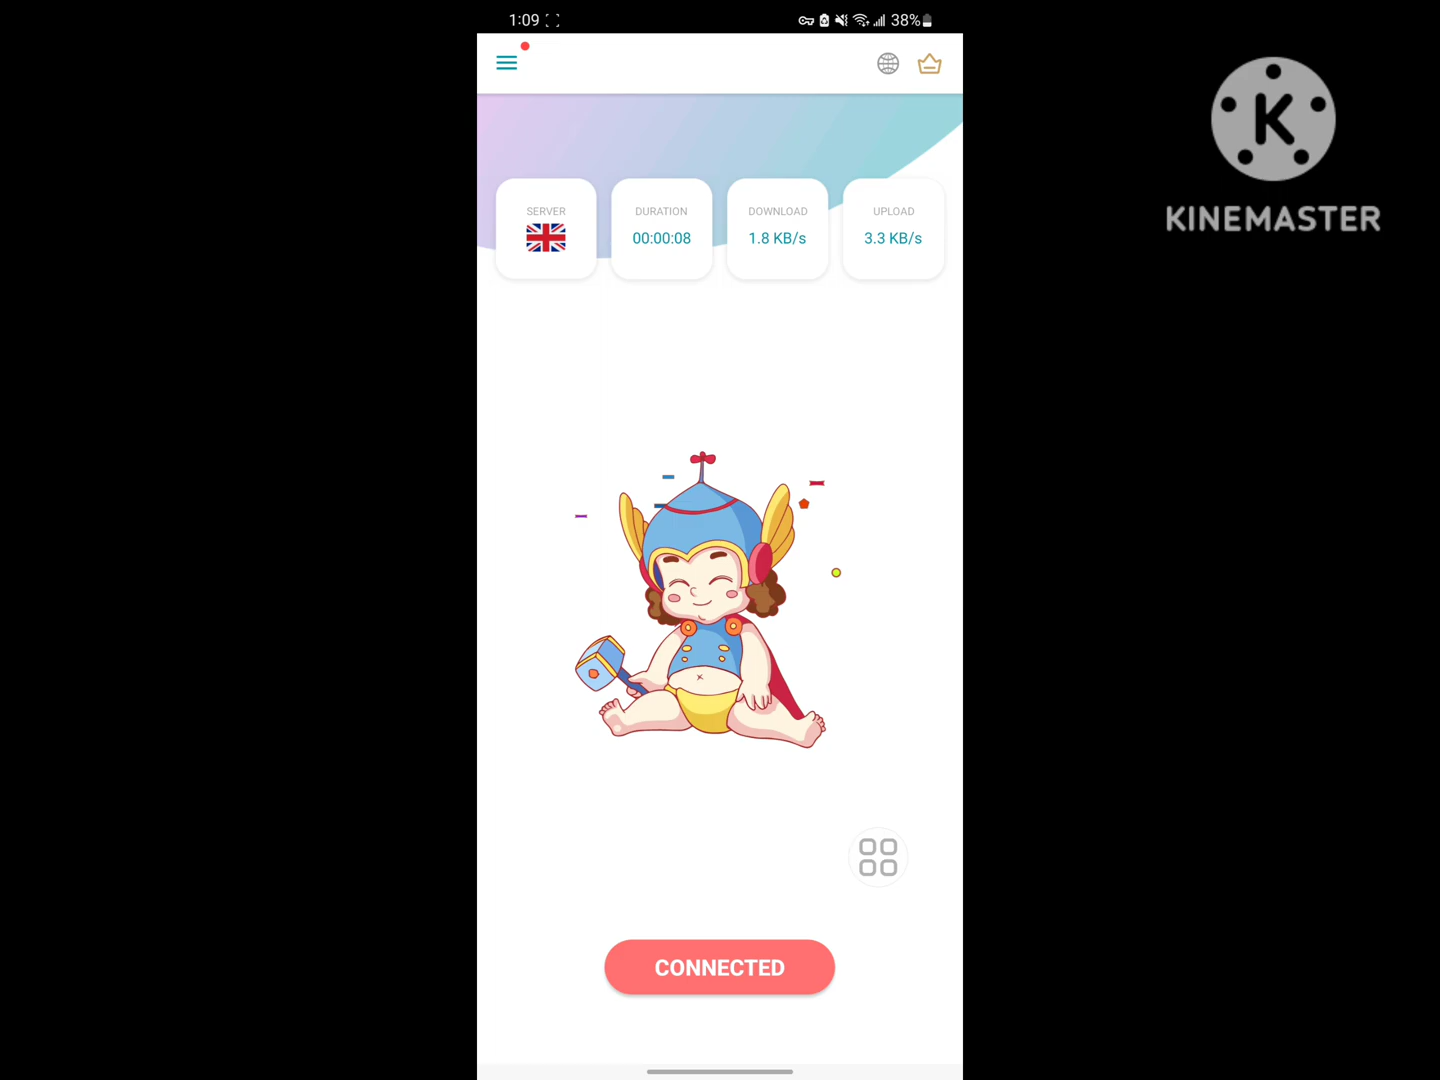 1:09
38%
KINEMASTER
SERVER
DURATION
DOWNLOAD
UPLOAD
00:00:08
1.8 KB/s
3.3 KB/s
CONNECTED